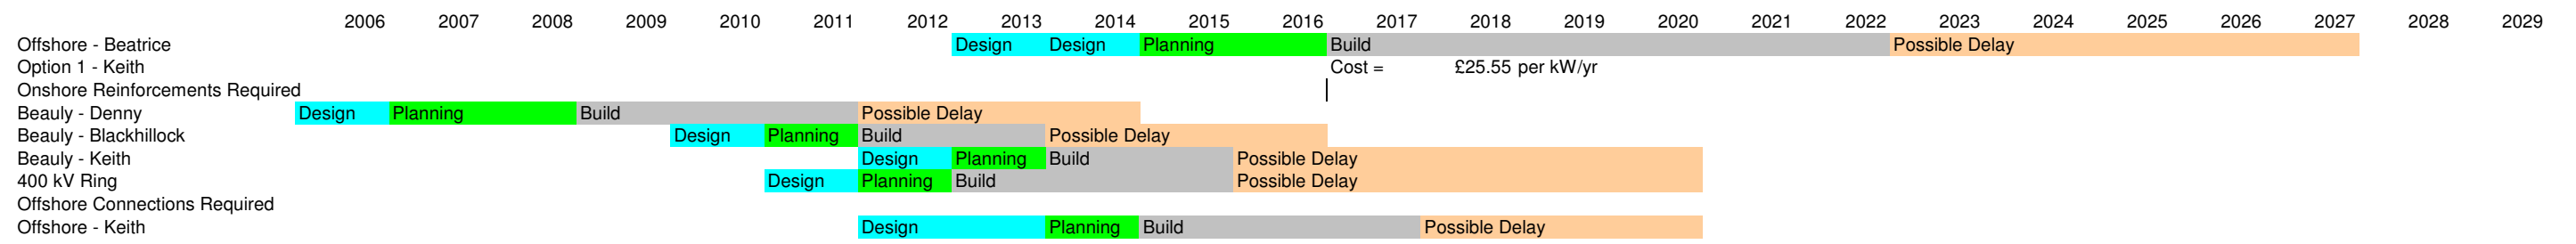 2006 2007 2008 2009 2010 2011 2012 2013 2014 2015 2016 2017 2018 2019 2020 2021 2022 2023 2024 2025 2026 2027 2028 2029
Offshore - Beatrice Design Design Planning Build Possible Delay
Option 1 - Keith Cost = £25.55 per kW/yr
Onshore Reinforcements Required
Beauly - Denny Design Planning Build Possible Delay
Beauly - Blackhillock Design Planning Build Possible Delay
Beauly - Keith Design Planning Build Possible Delay
400 kV Ring Design Planning Build Possible Delay
Offshore Connections Required
Offshore - Keith Design Planning Build Possible Delay